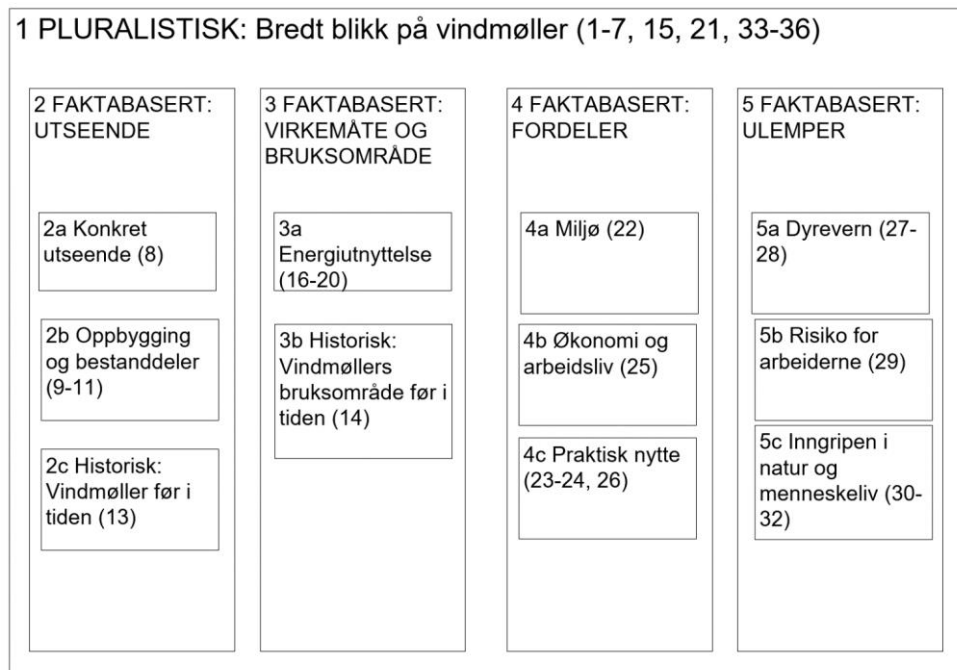 1 PLURALISTISK: Bredt blikk på vindmøller (1-7, 15, 21, 33-36)
2 FAKTABASERT:
UTSEENDE
2a Konkret
utseende (8)
2b Oppbygging
og bestanddeler
(9-11)
2c Historisk:
Vindmøller før i
tiden (13)
3 FAKTABASERT:
VIRKEMÅTE OG
BRUKSOMRÅDE
3a
Energiutnyttelse
(16-20)
3b Historisk:
Vindmøllers
bruksområde før i
tiden (14)
4 FAKTABASERT:
FORDELER
4a Miljø (22)
4b Økonomi og
arbeidsliv (25)
4c Praktisk nytte
(23-24, 26)
5 FAKTABASERT:
ULEMPER
5a Dyrevern (27-
28)
5b Risiko for
arbeiderne (29)
5c Inngripen i
natur og
menneskeliv (30-
32)